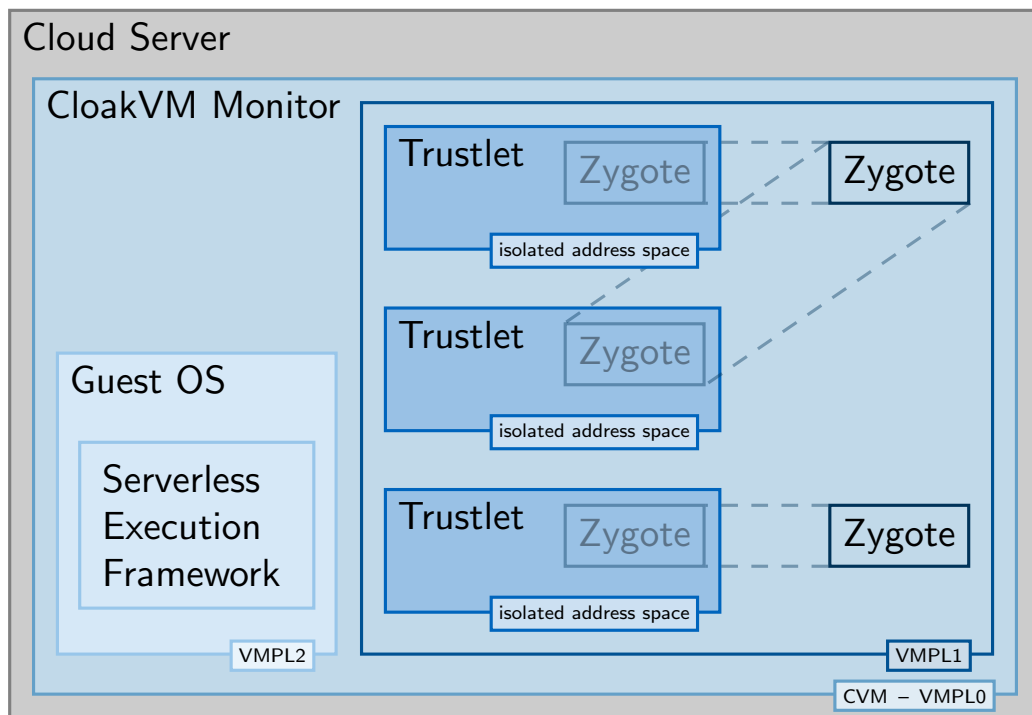 Cloud Server
CloakVM Monitor
Trustlet
Zygote
Zygote
isolated address space
Trustlet
Zygote
isolated address space
Guest OS
Serverless
Execution
Framework
VMPL2
Trustlet
Zygote
Zygote
isolated address space
VMPL1
CVM – VMPL0